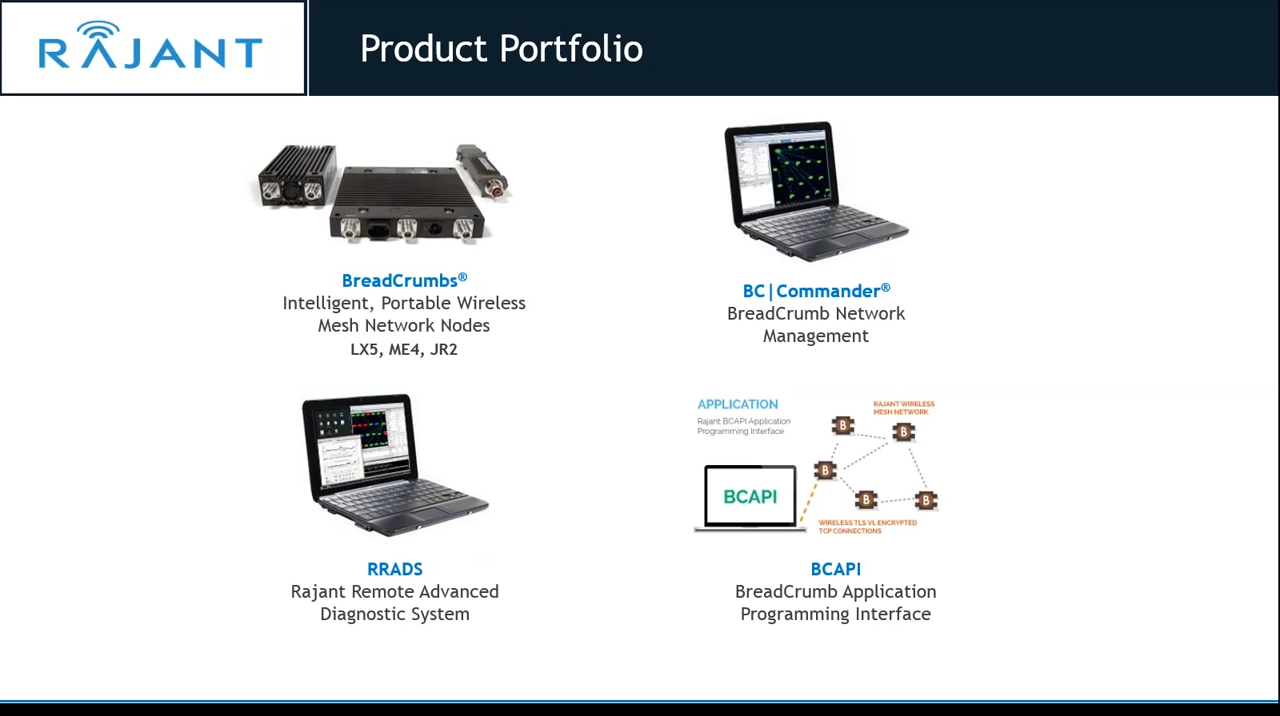 RAJANT
Product Portfolio
BreadCrumbs®
Intelligent, Portable Wireless
Mesh Network Nodes
LX5, ME4, JR2
BC|Commander®
BreadCrumb Network
Management
RRADS
Rajant Remote Advanced
Diagnostic System
APPLICATION
Rajant BCAPI Application
Programming Interface
RAJANT WIRELESS
MESH NETWORK
B
B
B
B
B
BCAPI
WIRELESS TLS VL ENCRYPTED
TCP CONNECTIONS
BCAPI
BreadCrumb Application
Programming Interface